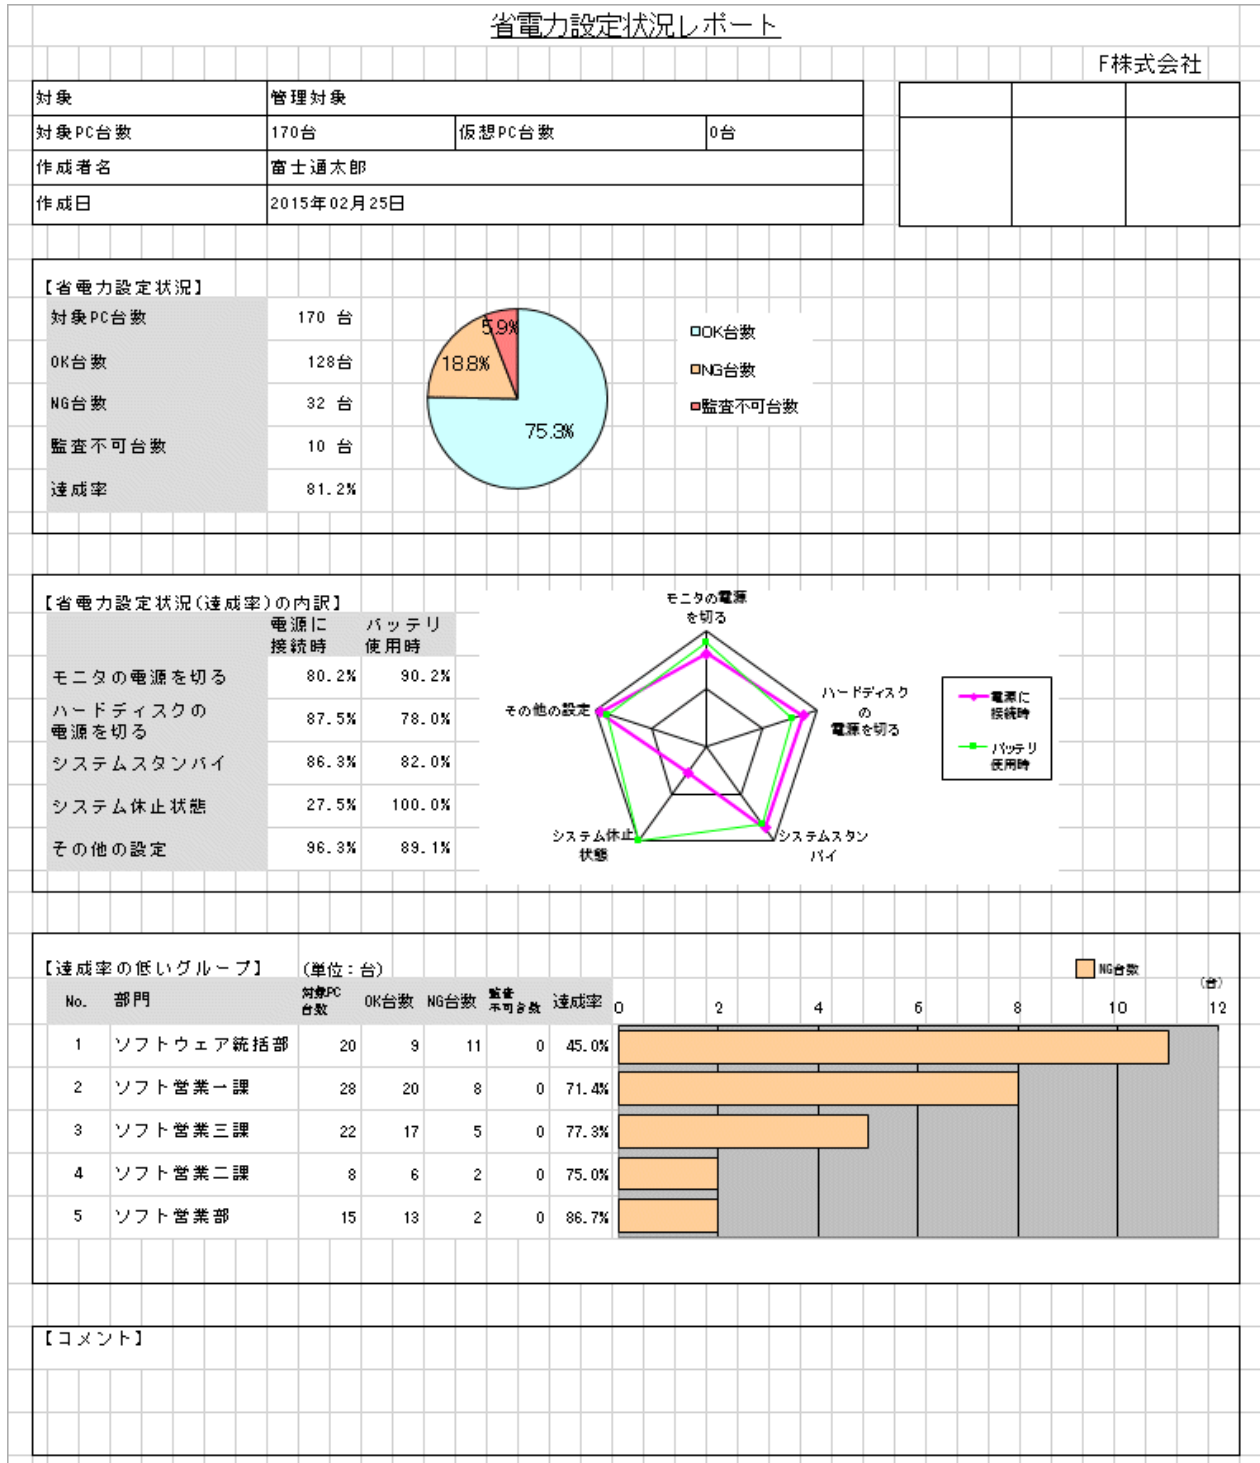 省電力設定状況レポート
F株式会社
対象 管理対象
対象PC台数 170台 仮想PC台数 0台
作成者名 富士通太郎
作成日 2015年02月25日
【省電力設定状況】
対象PC台数 170 台
OK台数 128台
NG台数 32 台
監査不可台数 10 台
達成率 81.2%
5.9%
18.8%
75.3%
OK台数
NG台数
監査不可台数
【省電力設定状況(達成率)の内訳】
電源に接続時 バッテリ使用時
モニタの電源を切る 80.2% 90.2%
ハードディスクの
電源を切る 87.5% 78.0%
システムスタンバイ 86.3% 82.0%
システム休止状態 27.5% 100.0%
その他の設定 96.3% 89.1%
モニタの電源
を切る
ハードディスク
の
電源を切る
システムスタン
バイ
システム休止
状態
その他の設定
電源に
接続時
バッテリ
使用時
【達成率の低いグループ】 (単位：台)
No. 部門 対象PC台数 OK台数 NG台数 監査不可台数 達成率
1 ソフトウェア統括部 20 9 11 0 45.0%
2 ソフト営業一課 28 20 8 0 71.4%
3 ソフト営業三課 22 17 5 0 77.3%
4 ソフト営業二課 8 6 2 0 75.0%
5 ソフト営業部 15 13 2 0 86.7%
NG台数
(台)
0 2 4 6 8 10 12
【コメント】